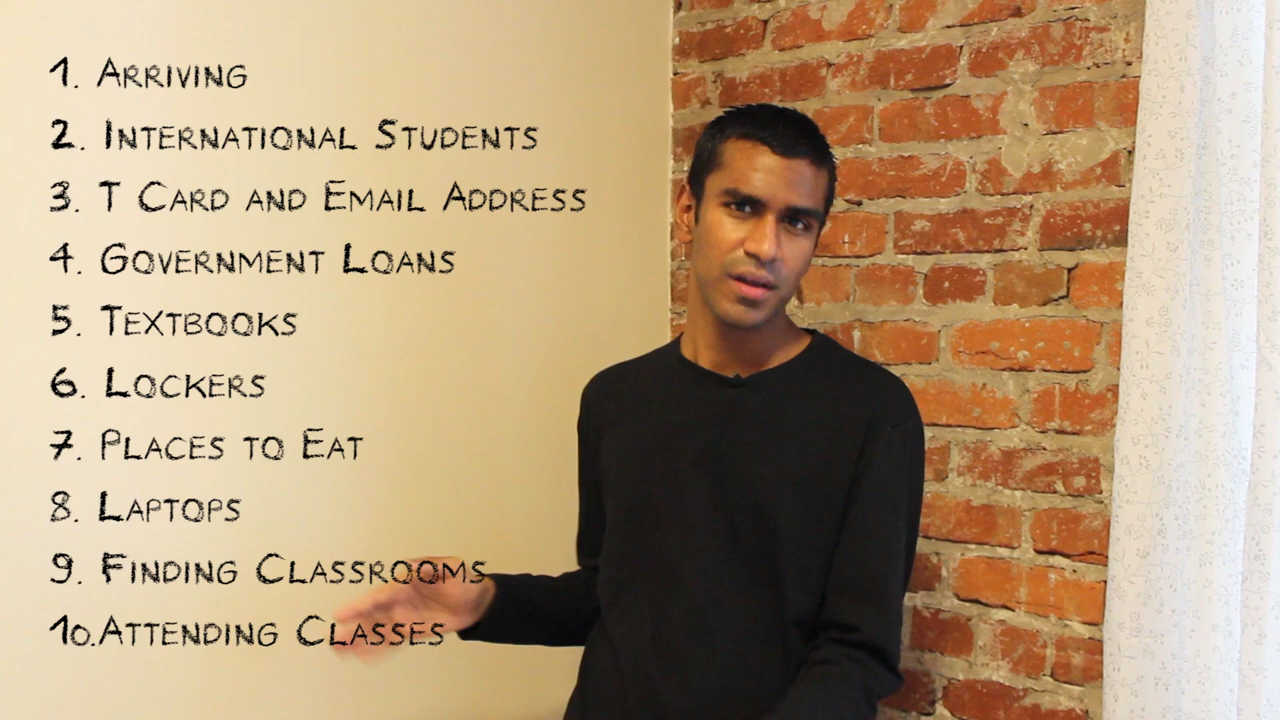 1. Arriving
2. International Students
3. T Card and Email Address
4. Government Loans
5. Textbooks
6. Lockers
7. Places to Eat
8. Laptops
9. Finding Classrooms
10. Attending Classes